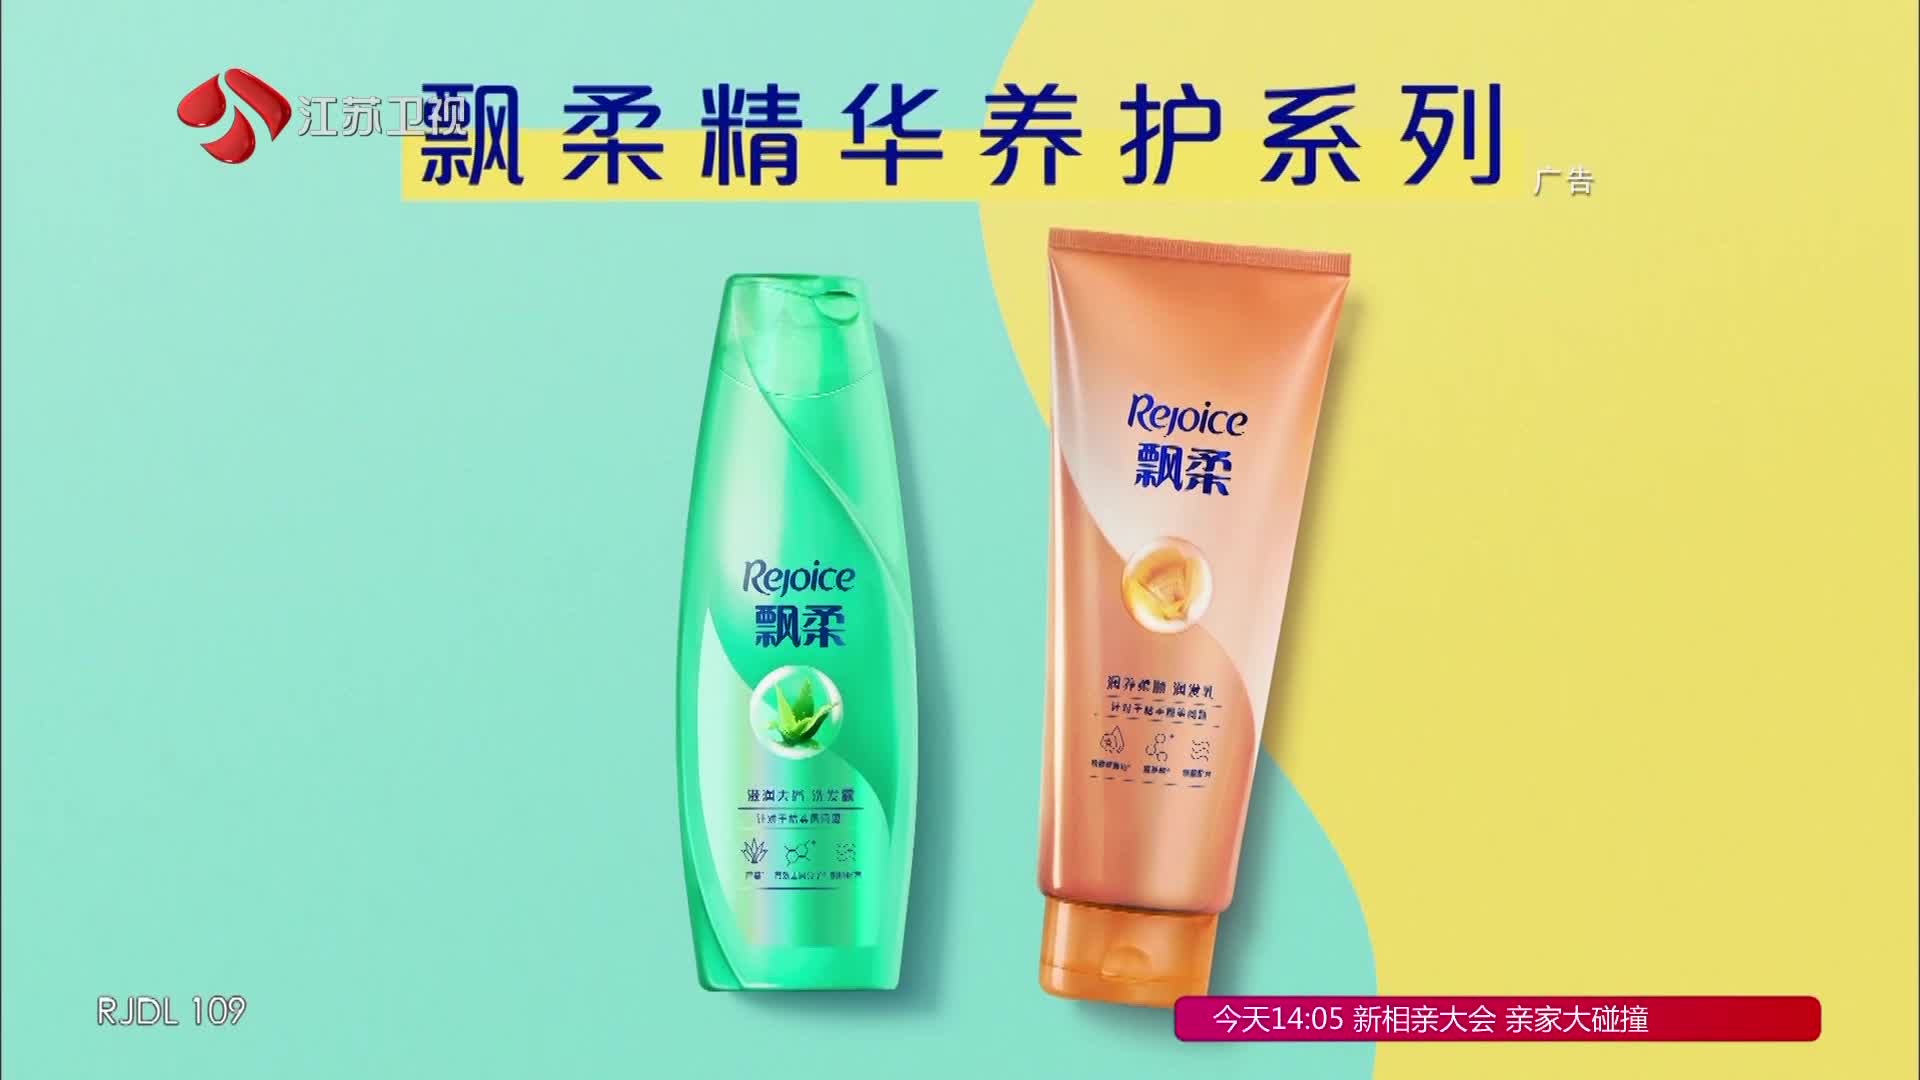 江苏卫视
飘柔精华养护系列
广告
Rejoice
飘柔
润养柔顺 润发乳
Rejoice
飘柔
滋润去屑 洗发露
RJDL 109
今天14:05 新相亲大会 亲家大碰撞